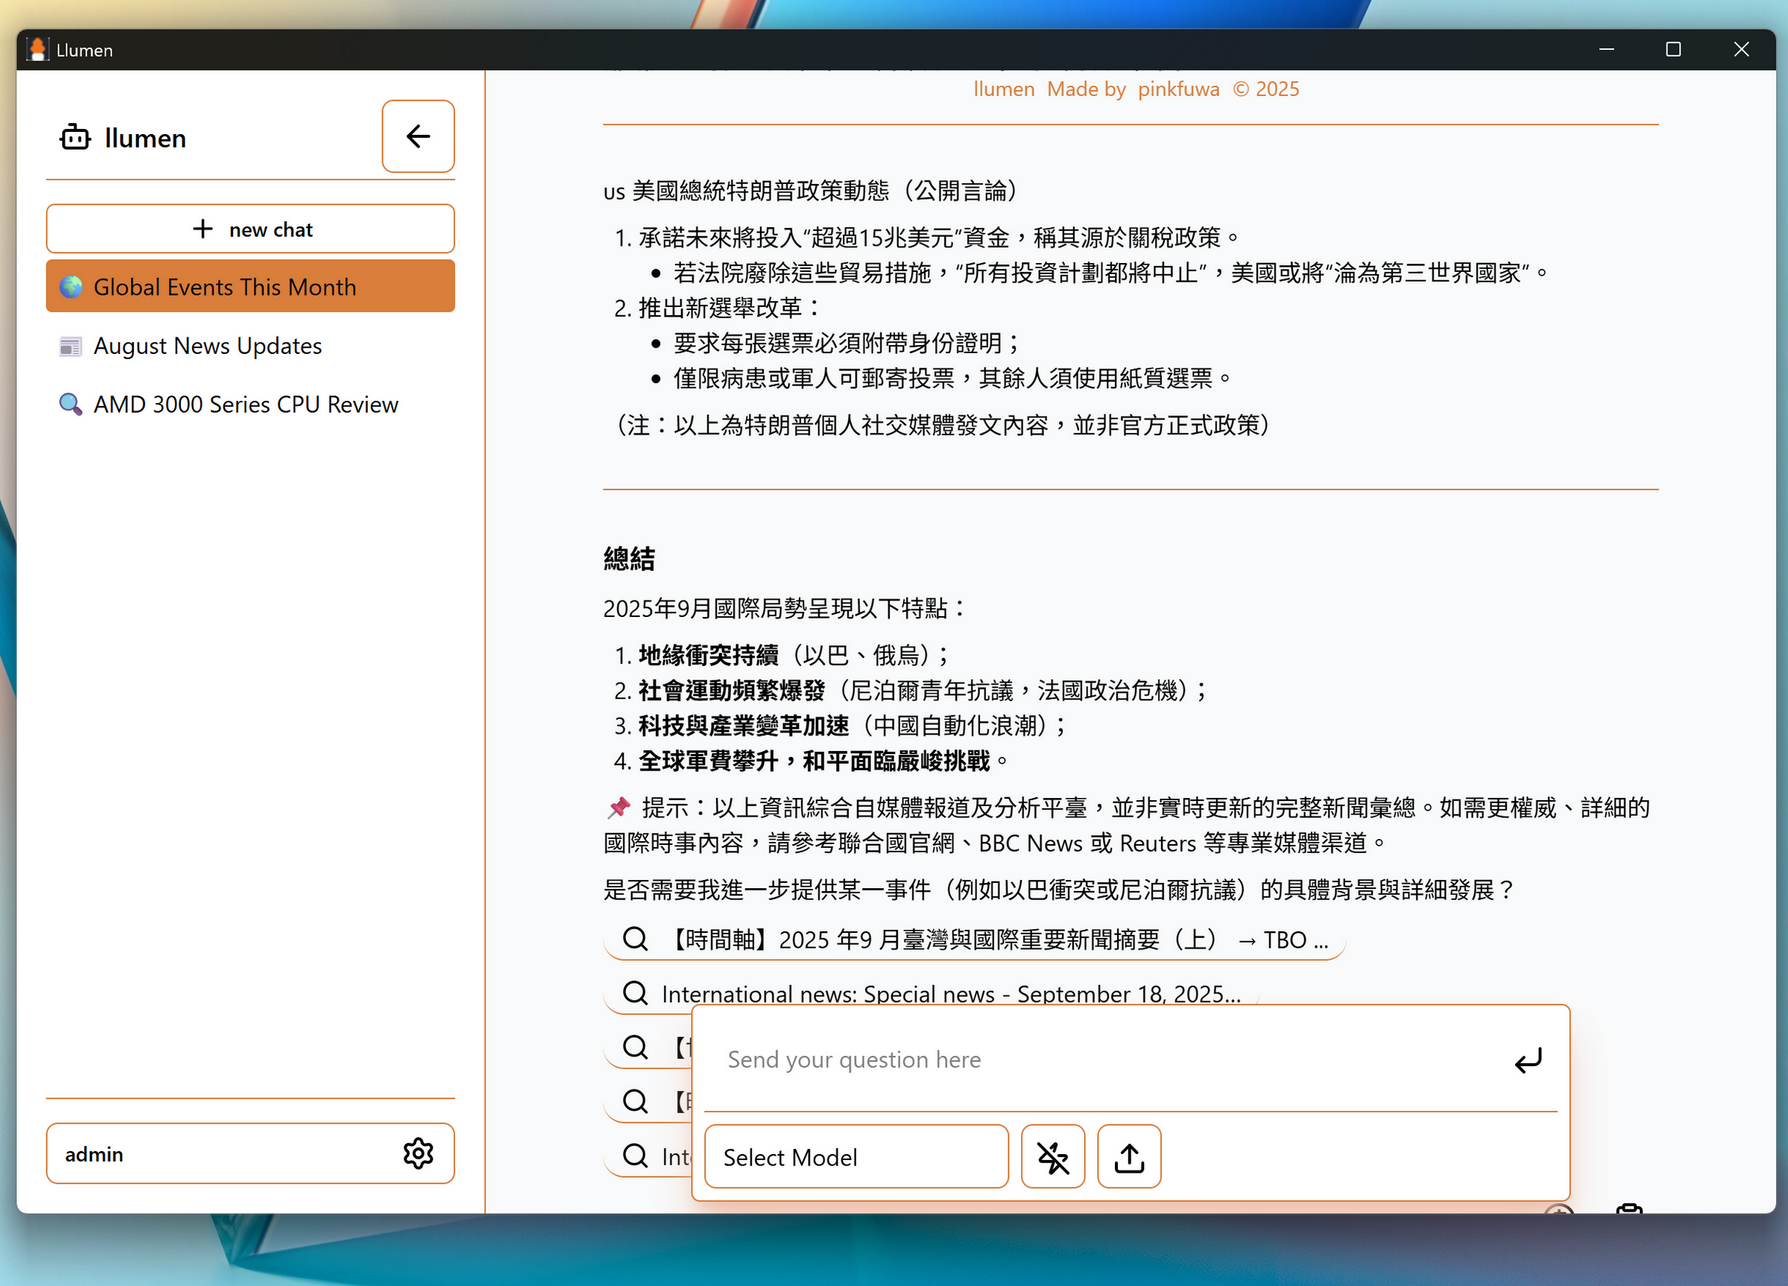 Llumen
llumen
new chat
Global Events This Month
August News Updates
AMD 3000 Series CPU Review
admin
llumen Made by pinkfuwa © 2025
us 美國總統特朗普政策動態（公開言論）
1. 承諾未來將投入“超過15兆美元”資金，稱其源於關稅政策。
• 若法院廢除這些貿易措施，“所有投資計劃都將中止”，美國或將“淪為第三世界國家”。
2. 推出新選舉改革：
• 要求每張選票必須附帶身份證明；
• 僅限病患或軍人可郵寄投票，其餘人須使用紙質選票。
（注：以上為特朗普個人社交媒體發文內容，並非官方正式政策）
總結
2025年9月國際局勢呈現以下特點：
1. 地緣衝突持續（以巴、俄烏）；
2. 社會運動頻繁爆發（尼泊爾青年抗議，法國政治危機）；
3. 科技與產業變革加速（中國自動化浪潮）；
4. 全球軍費攀升，和平面臨嚴峻挑戰。
📌 提示：以上資訊綜合自媒體報道及分析平臺，並非實時更新的完整新聞彙總。如需更權威、詳細的
國際時事內容，請參考聯合國官網、BBC News 或 Reuters 等專業媒體渠道。
是否需要我進一步提供某一事件（例如以巴衝突或尼泊爾抗議）的具體背景與詳細發展？
【時間軸】2025 年9 月臺灣與國際重要新聞摘要（上） → TBO ...
International news: Special news - September 18, 2025...
Send your question here
Select Model